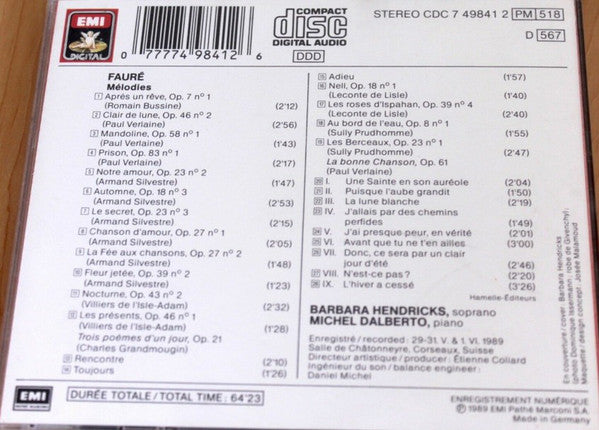 EMI
DIGITAL
0 77774 98412 6
COMPACT
disc
DIGITAL AUDIO
DDD
STEREO CDC 7 49841 2 PM 518
D 567
FAURÉ
Mélodies
1 Après un rêve, Op. 7 nº 1
(Romain Bussine) (2'12)
2 Clair de lune, Op. 46 nº 2
(Paul Verlaine) (2'56)
3 Mandoline, Op. 58 nº 1
(Paul Verlaine) (1'43)
4 Prison, Op. 83 nº 1
(Paul Verlaine) (2'17)
5 Notre amour, Op. 23 nº 2
(Armand Silvestre) (1'47)
6 Automne, Op. 18 nº 3
(Armand Silvestre) (2'53)
7 Le secret, Op. 23 nº 3
(Armand Silvestre) (2'15)
8 Chanson d'amour, Op. 27 nº 1
(Armand Silvestre) (2'05)
9 La Fée aux chansons, Op. 27 nº 2
(Armand Silvestre) (1'48)
10 Fleur jetée, Op. 39 nº 2
(Armand Silvestre) (1'23)
11 Nocturne, Op. 43 nº 2
(Villiers de l'Isle-Adam) (2'32)
12 Les présents, Op. 46 nº 1
(Villiers de l'Isle-Adam) (1'28)
Trois poèmes d'un jour, Op. 21
(Charles Grandmougin)
13 Rencontre (2'10)
14 Toujours (1'26)
15 Adieu (1'57)
16 Nell, Op. 18 nº 1
(Leconte de Lisle) (1'40)
17 Les roses d'Ispahan, Op. 39 nº 4
(Leconte de Lisle) (2'40)
18 Au bord de l'eau, Op. 8 nº 1
(Sully Prudhomme) (1'55)
19 Les Berceaux, Op. 23 nº 1
(Sully Prudhomme) (2'47)
La bonne Chanson, Op. 61
(Paul Verlaine)
20 I. Une Sainte en son auréole (2'04)
21 II. Puisque l'aube grandit (1'50)
22 III. La lune blanche (2'19)
23 IV. J'allais par des chemins
perfides (1'49)
24 V. J'ai presque peur, en vérité (2'01)
25 VI. Avant que tu ne t'en ailles (3'00)
26 VII. Donc, ce sera par un clair
jour d'été (2'46)
27 VIII. N'est-ce pas? (2'20)
28 IX. L'hiver a cessé (3'26)
Hamelle-Éditeurs
BARBARA HENDRICKS, soprano
MICHEL DALBERTO, piano
Enregistré / recorded : 29-31. V. & 1. VI. 1989
Salle de Châtonneyre, Corseaux, Suisse
Directeur artistique / producer : Étienne Collard
Ingénieur du son / balance engineer :
Daniel Michel
En couverture / cover : Barbara Hendricks
(photo Dominique Issermann : robe de Givenchy)
Maquette / design concept : Josée Malamoud
EMI
DURÉE TOTALE / TOTAL TIME : 64'23
ENREGISTREMENT NUMÉRIQUE
℗ 1989 EMI Pathé Marconi S.A.
Made in Germany